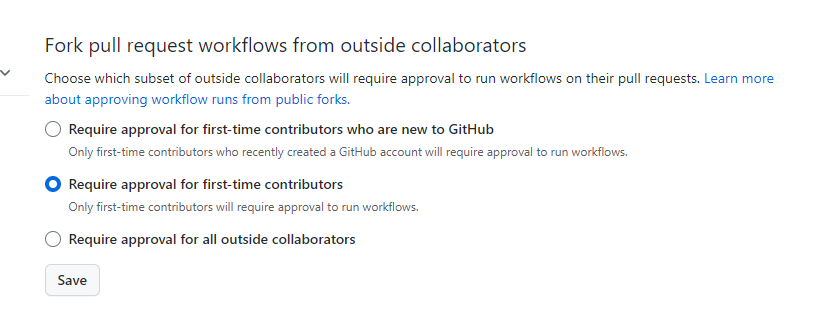 Fork pull request workflows from outside collaborators
Choose which subset of outside collaborators will require approval to run workflows on their pull requests. Learn more
about approving workflow runs from public forks.
Require approval for first-time contributors who are new to GitHub
Only first-time contributors who recently created a GitHub account will require approval to run workflows.
Require approval for first-time contributors
Only first-time contributors will require approval to run workflows.
Require approval for all outside collaborators
Save